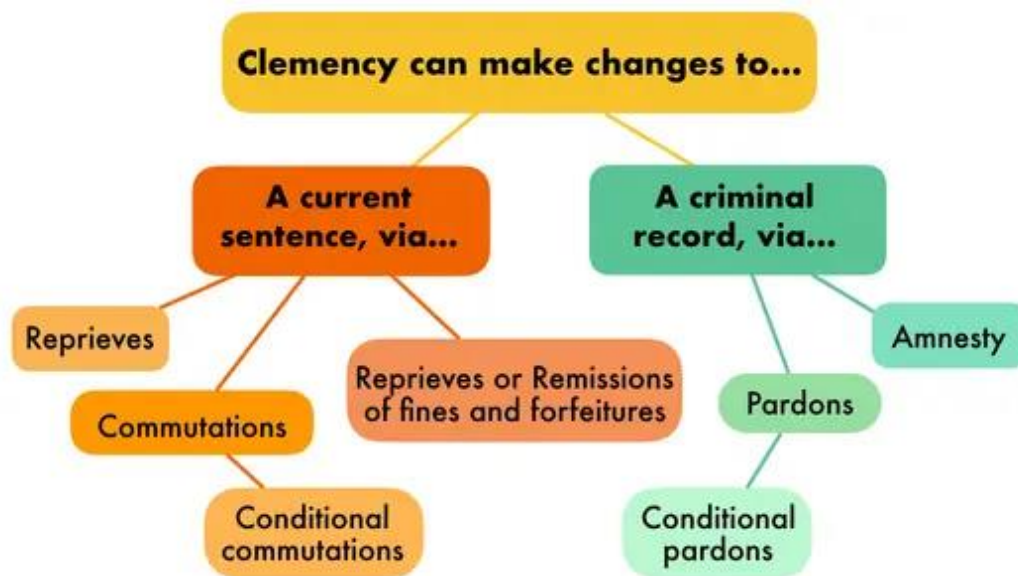 Clemency can make changes to...
A current
sentence, via...
A criminal
record, via...
Reprieves
Commutations
Conditional
commutations
Reprieves or Remissions
of fines and forfeitures
Amnesty
Pardons
Conditional
pardons